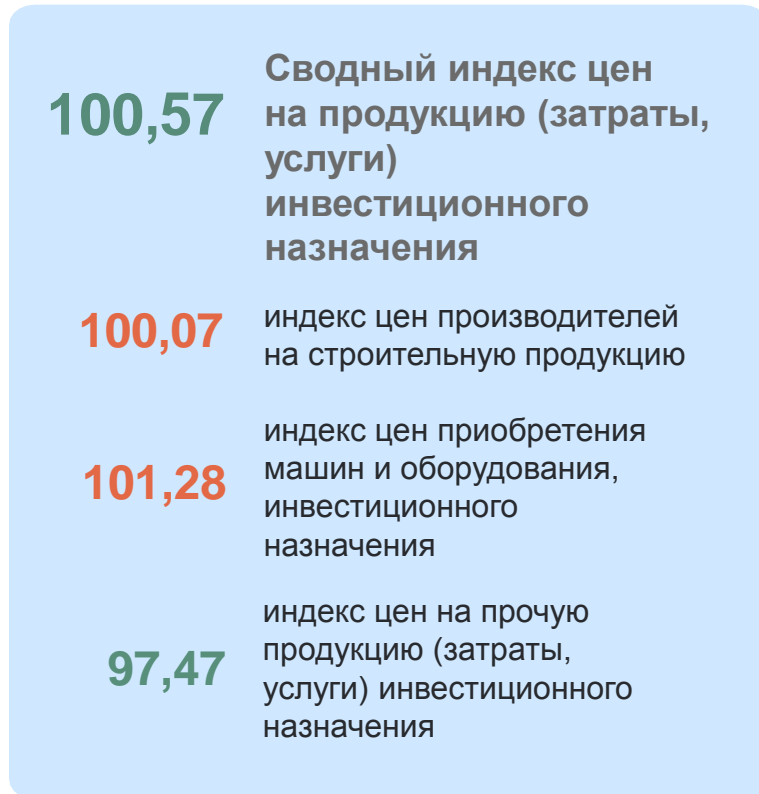 100,57
Сводный индекс цен
на продукцию (затраты,
услуги)
инвестиционного
назначения
100,07
индекс цен производителей
на строительную продукцию
101,28
индекс цен приобретения
машин и оборудования,
инвестиционного
назначения
97,47
индекс цен на прочую
продукцию (затраты,
услуги) инвестиционного
назначения